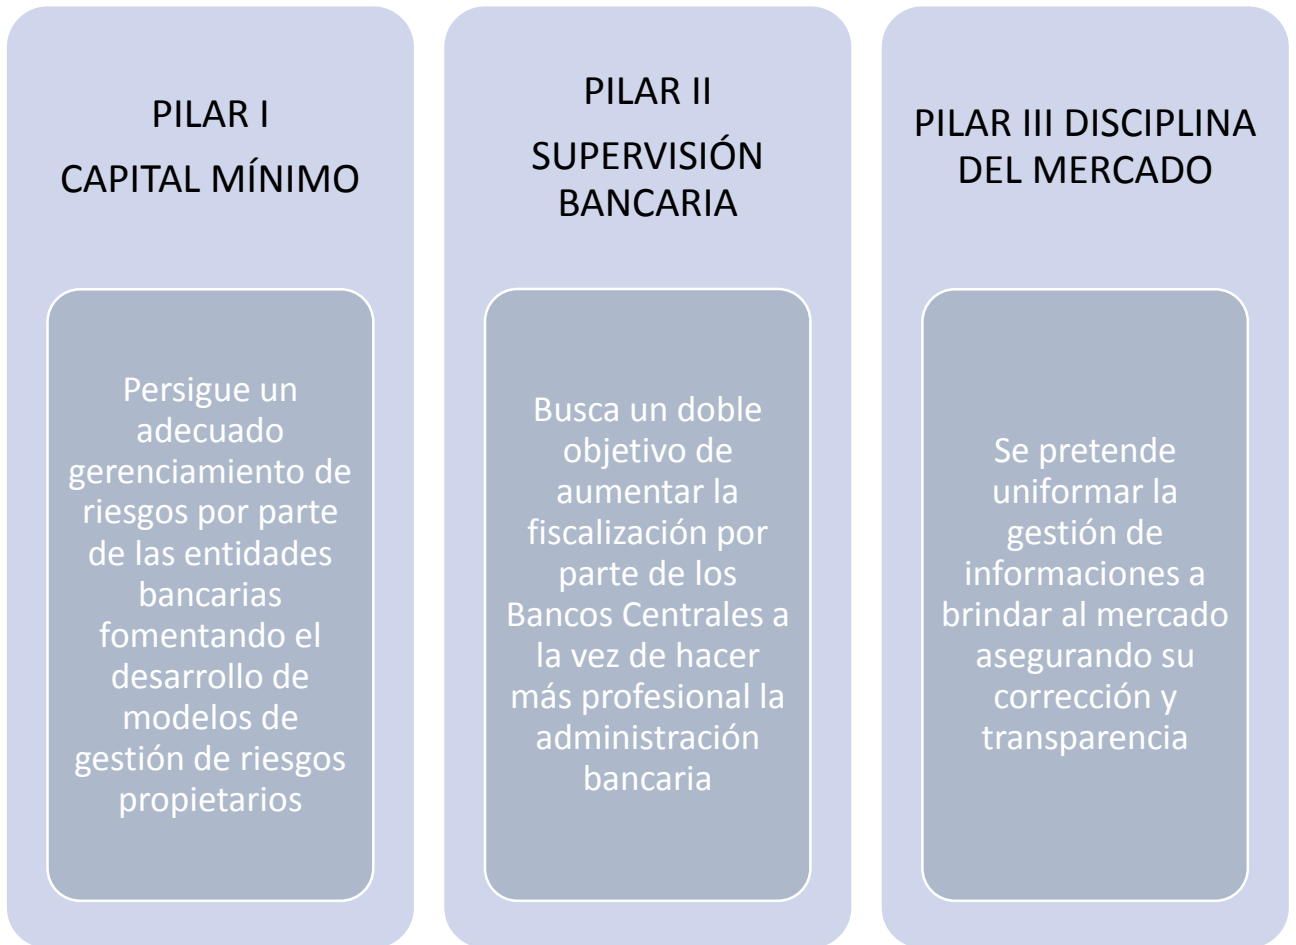 PILAR I
CAPITAL MÍNIMO
Persigue un
adecuado
gerenciamiento de
riesgos por parte
de las entidades
bancarias
fomentando el
desarrollo de
modelos de
gestión de riesgos
propietarios
PILAR II
SUPERVISIÓN
BANCARIA
Busca un doble
objetivo de
aumentar la
fiscalización por
parte de los
Bancos Centrales a
la vez de hacer
más profesional la
administración
bancaria
PILAR III DISCIPLINA
DEL MERCADO
Se pretende
uniformar la
gestión de
informaciones a
brindar al mercado
asegurando su
corrección y
transparencia